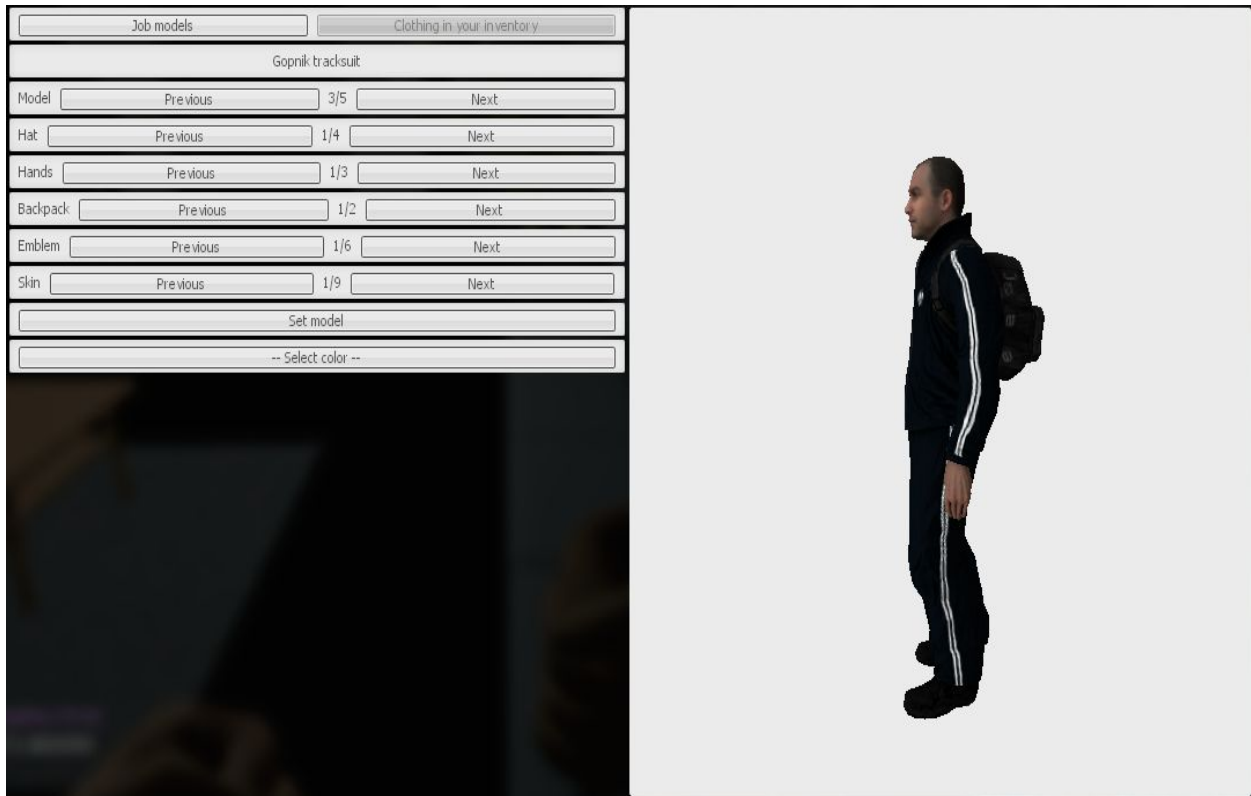 Job models Clothing in your inventory
Gopnik tracksuit
Model Previous 3/5 Next
Hat Previous 1/4 Next
Hands Previous 1/3 Next
Backpack Previous 1/2 Next
Emblem Previous 1/6 Next
Skin Previous 1/9 Next
Set model
-- Select color --